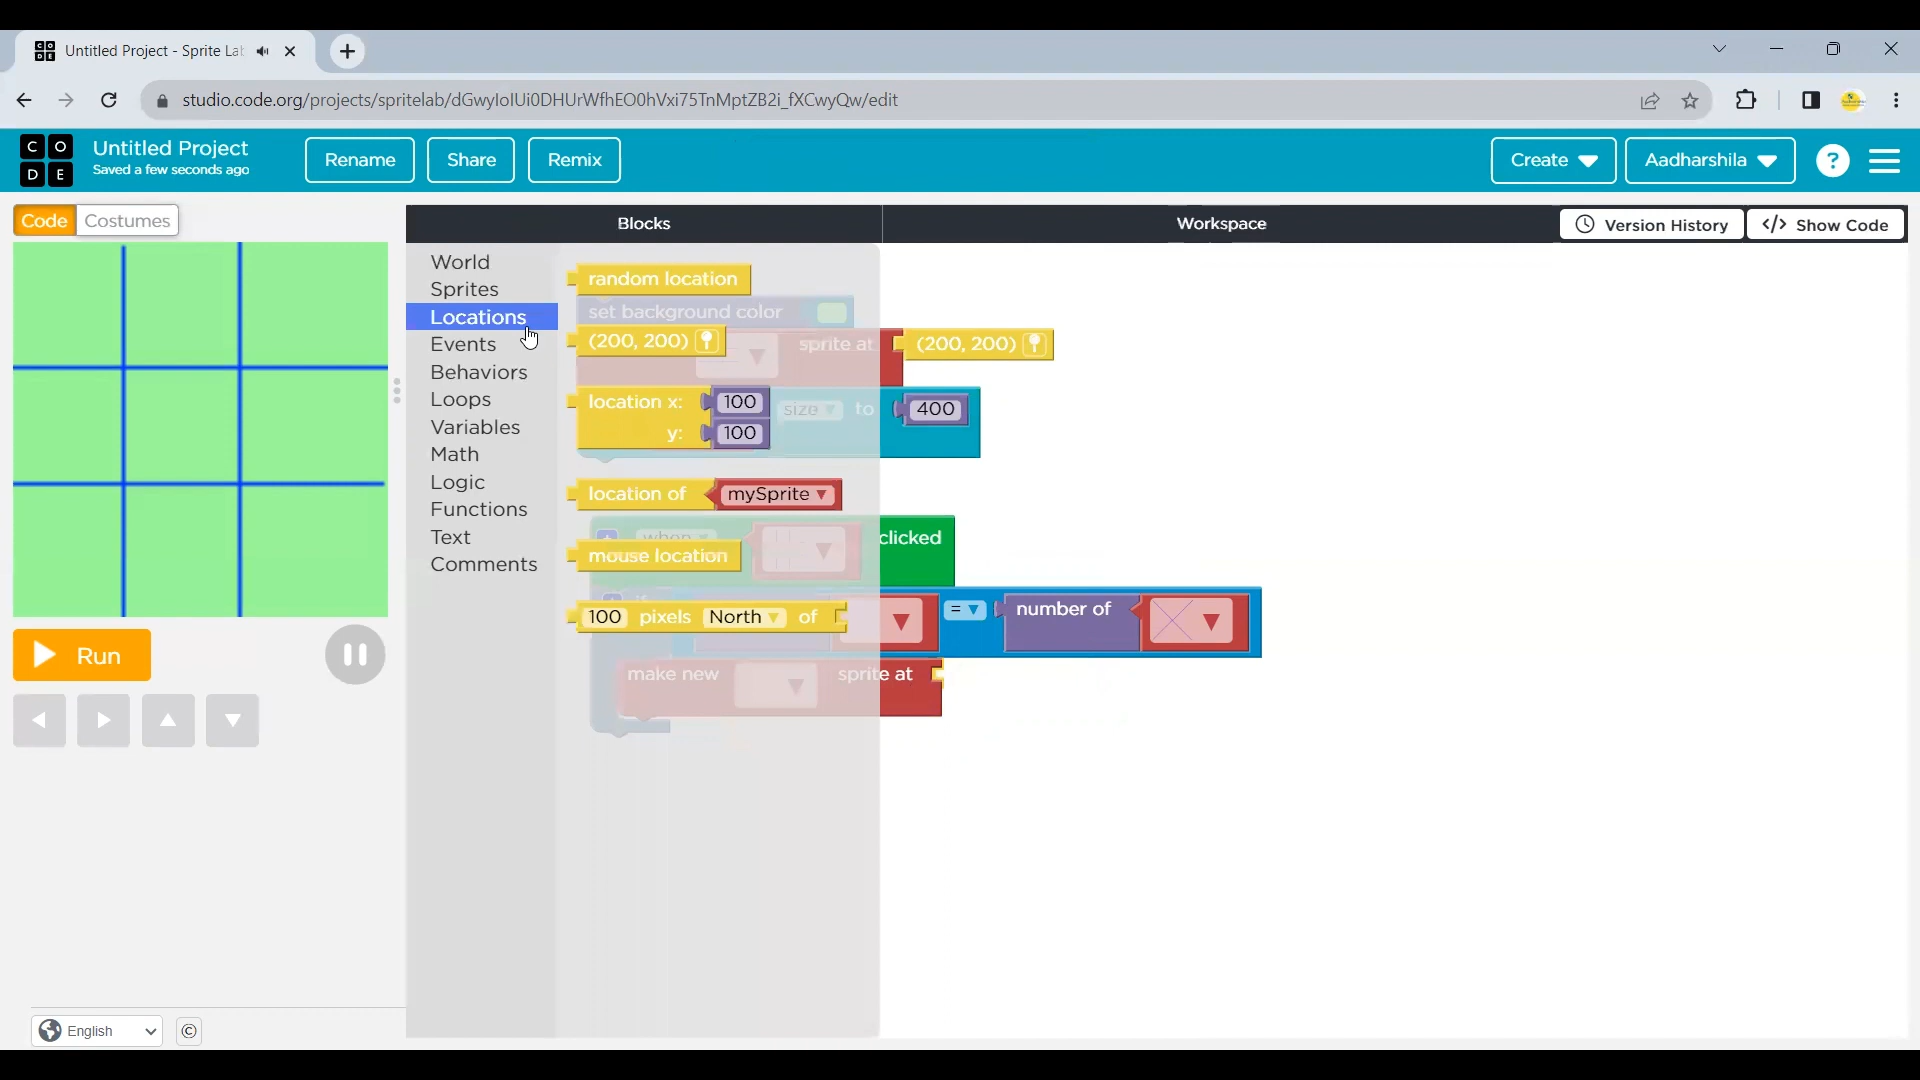 Untitled Project - Sprite La
studio.code.org/projects/spritelab/dGwyIolUi0DHUrWfhEO0hVxi75TnMptZB2i_fXCwyQw/edit
C O
D E
Untitled Project
Saved a few seconds ago
Rename
Share
Remix
Create
Aadharshila
?
Code
Costumes
Blocks
Workspace
Version History
</> Show Code
World
Sprites
Locations
Events
Behaviors
Loops
Variables
Math
Logic
Functions
Text
Comments
random location
set background color
(200, 200)
sprite at
(200, 200)
location x: 100
y: 100
size to 400
location of mySprite
when
clicked
mouse location
if
= number of
100 pixels North of
make new
sprite at
Run
English
©